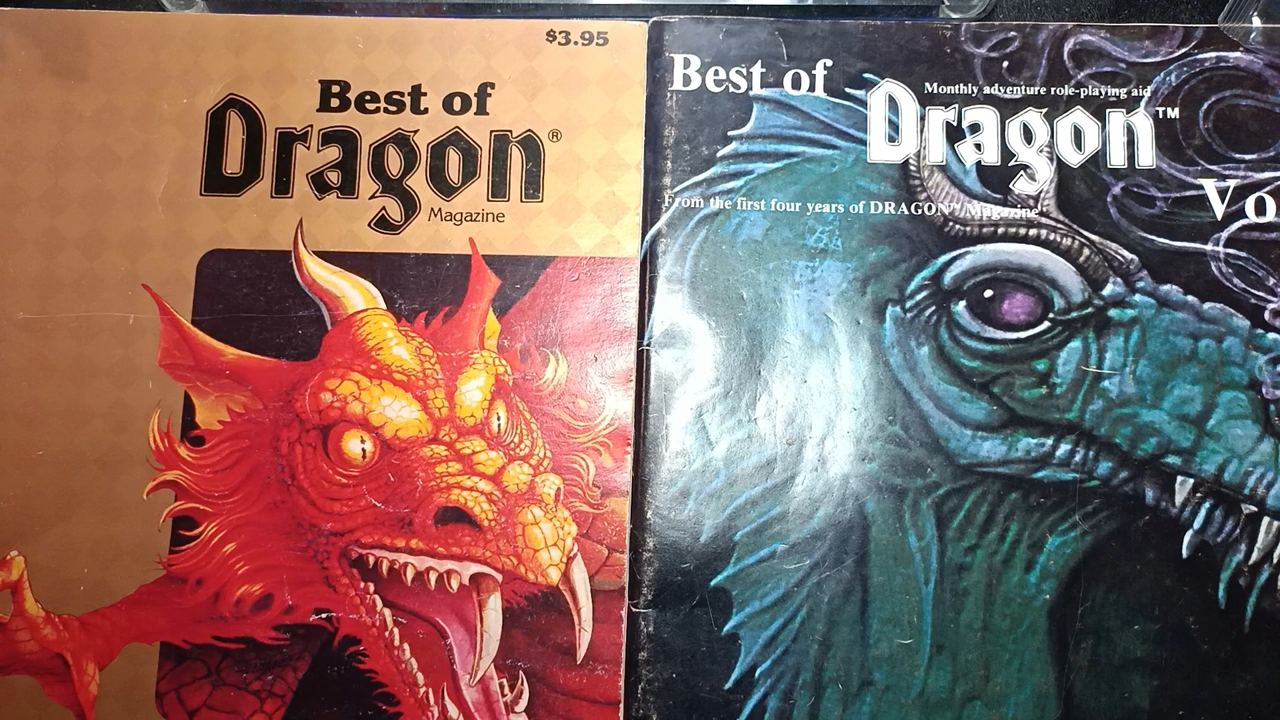 $3.95
Best of
Dragon®
Magazine
Best of
Monthly adventure role-playing aid
Dragon™
Vo
From the first four years of DRAGON™ Magazine